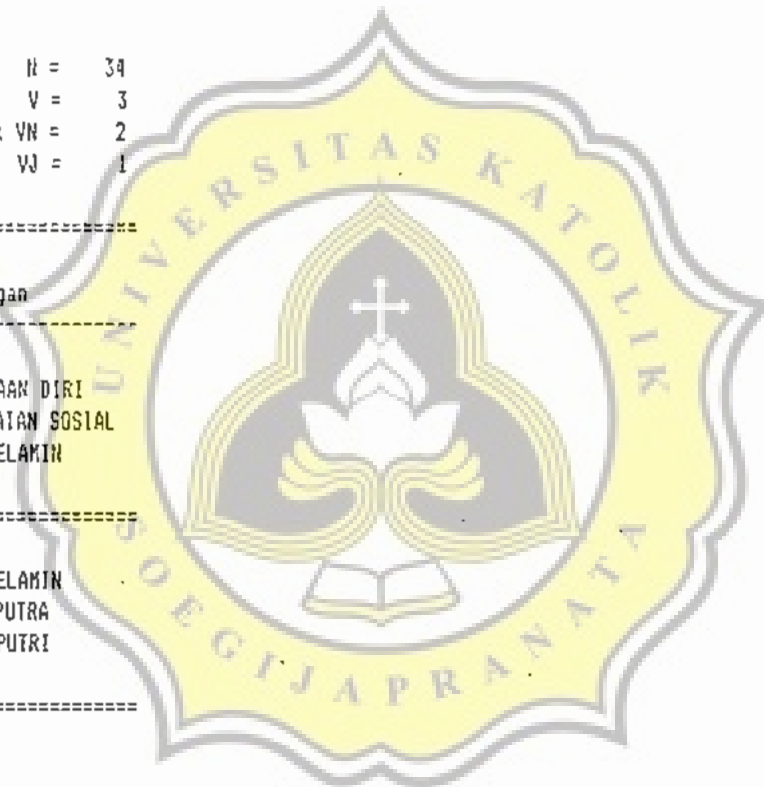 N = 34
V = 3
VN = 2
VJ = 1
=============
gan
-------------
AAN DIRI
AIAN SOSIAL
ELAMIN
=============
ELAMIN
PUTRA
PUTRI
=============
UNIVERSITAS KATOLIK
SOEGIJAPRANATA